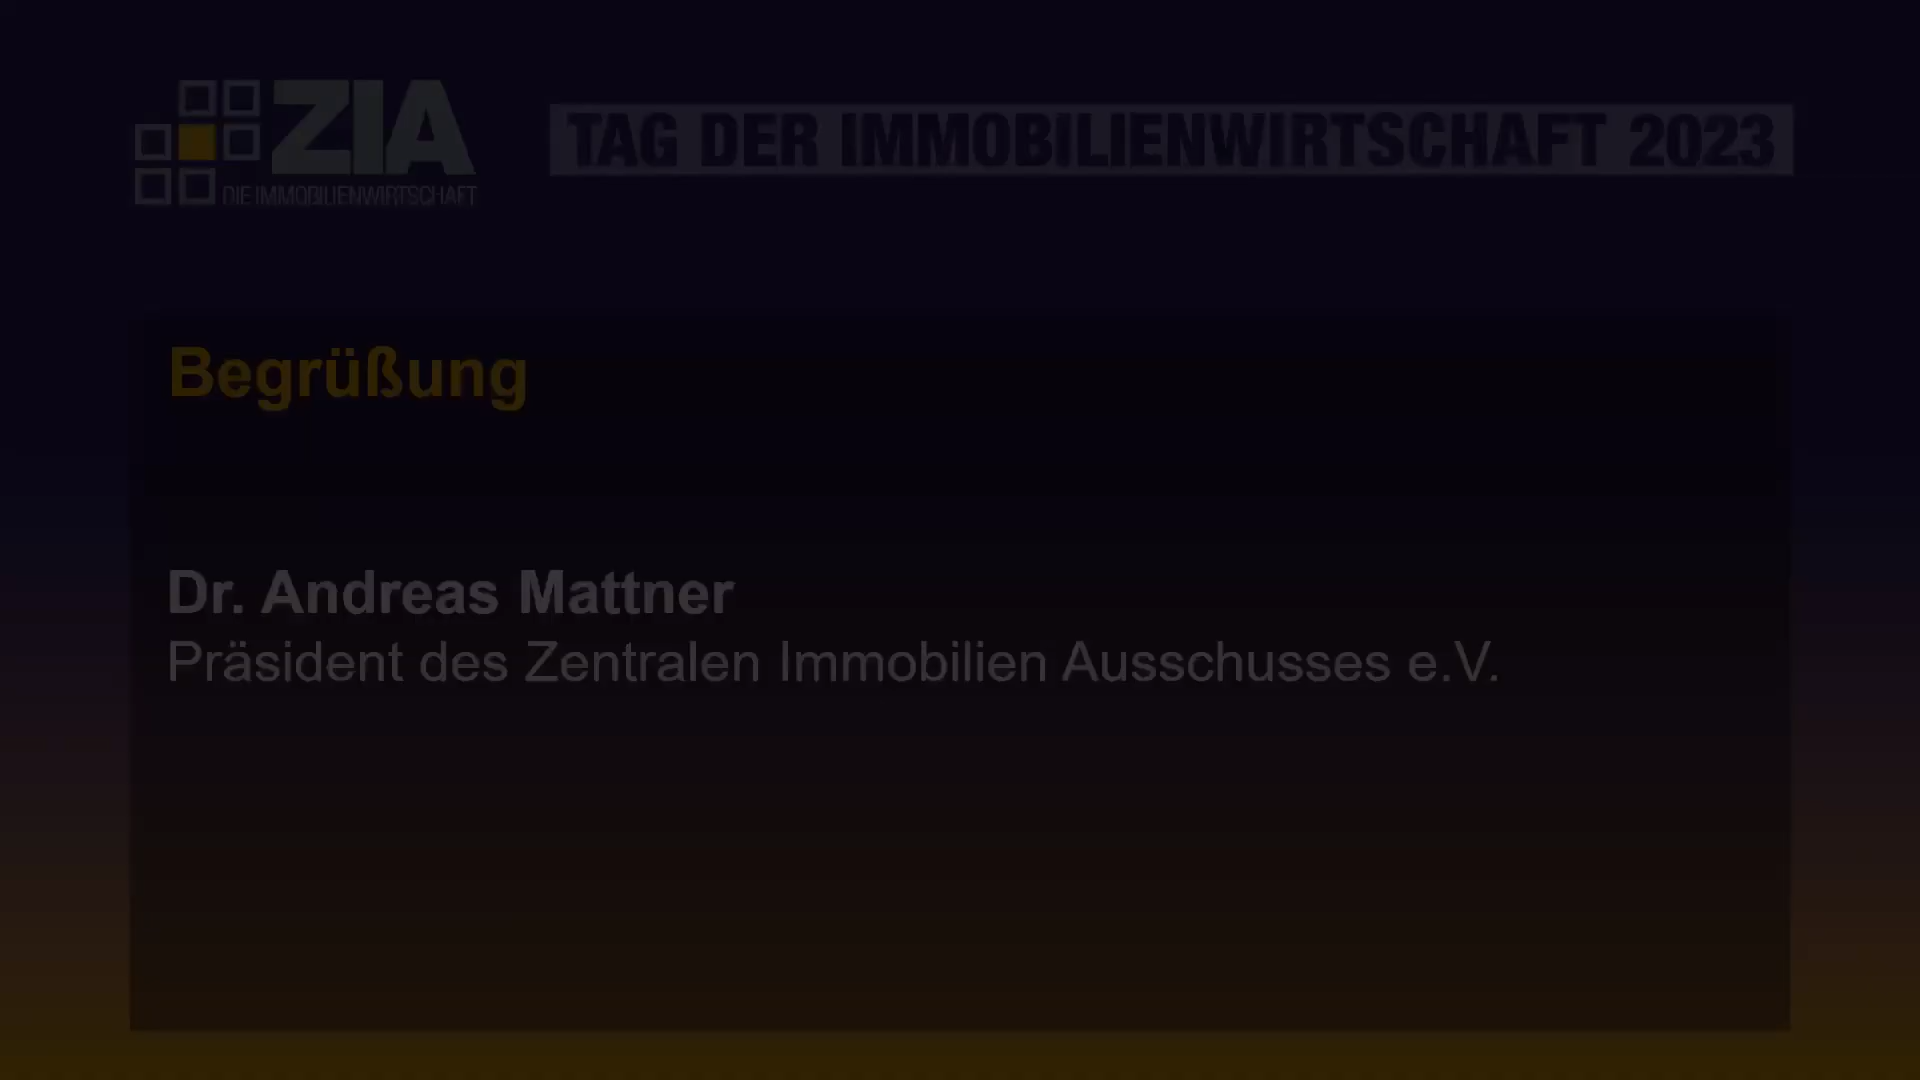 ZIA
DIE IMMOBILIENWIRTSCHAFT
TAG DER IMMOBILIENWIRTSCHAFT 2023
Begrüßung
Dr. Andreas Mattner
Präsident des Zentralen Immobilien Ausschusses e.V.